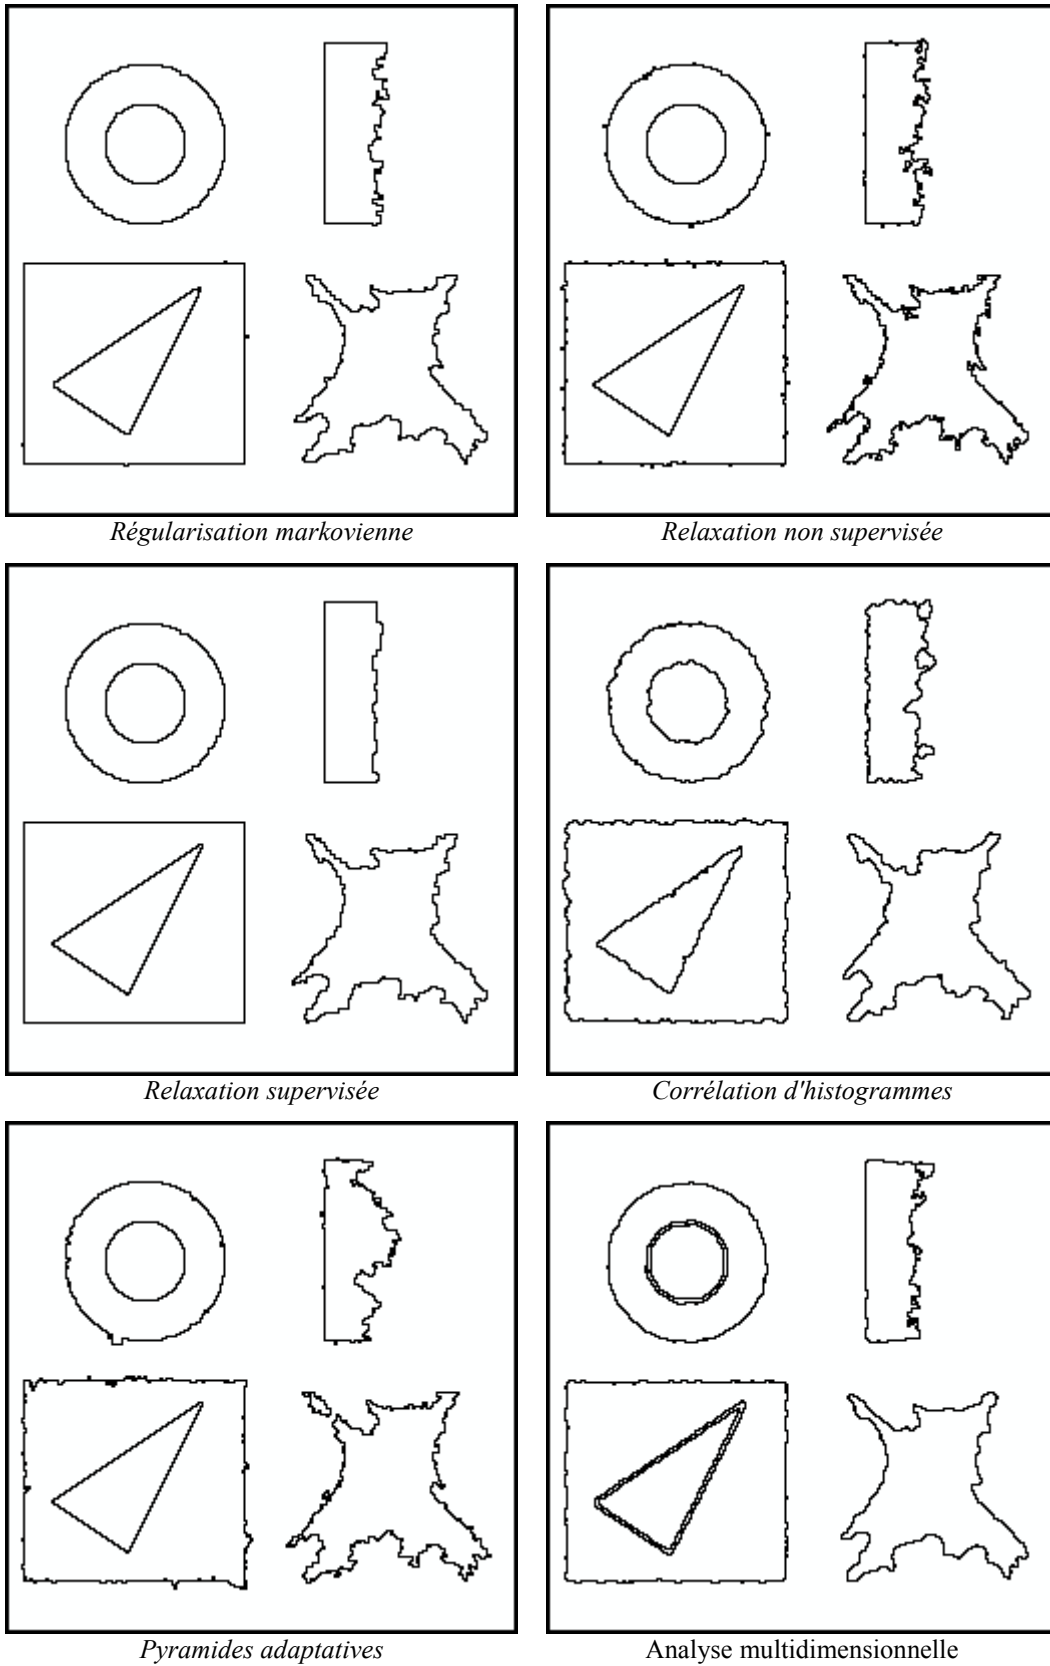 Régularisation markovienne
Relaxation non supervisée
Relaxation supervisée
Corrélation d'histogrammes
Pyramides adaptatives
Analyse multidimensionnelle